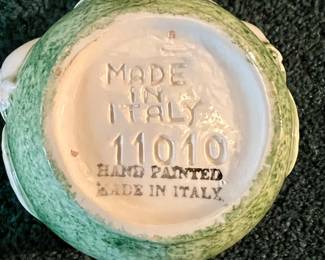 MADE
IN
ITALY
11010
HAND PAINTED
MADE IN ITALY